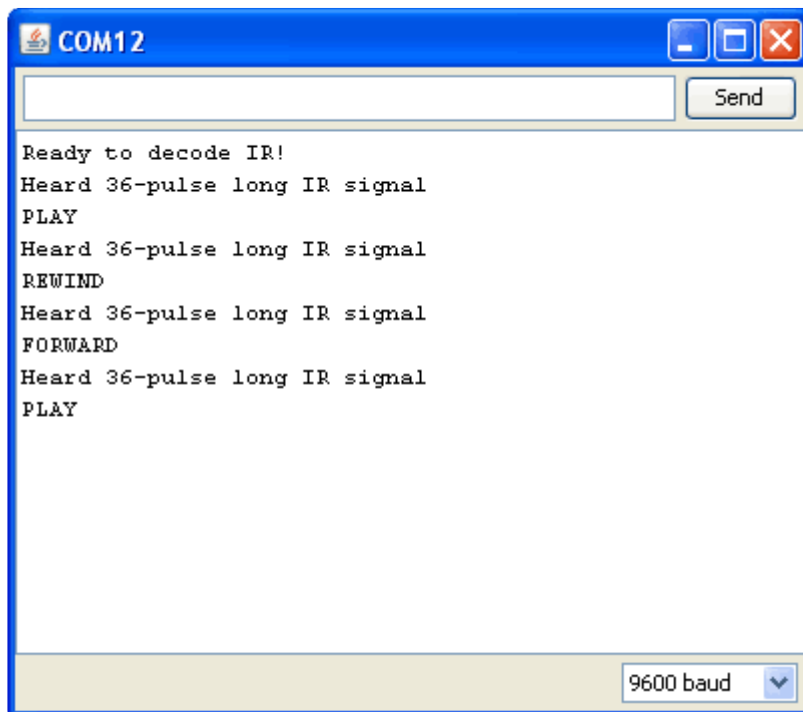 COM12
Send
Ready to decode IR!
Heard 36-pulse long IR signal
PLAY
Heard 36-pulse long IR signal
REWIND
Heard 36-pulse long IR signal
FORWARD
Heard 36-pulse long IR signal
PLAY
9600 baud